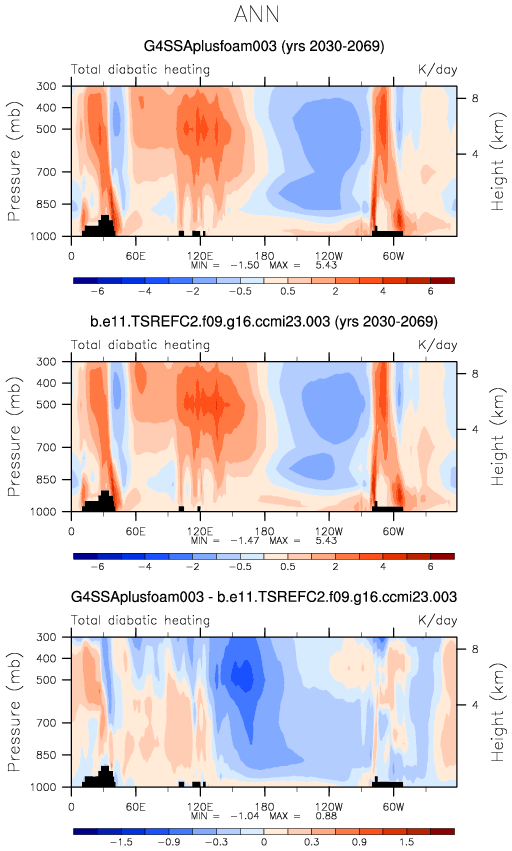 ANN
G4SSAplusfoam003 (yrs 2030-2069)
Total diabatic heating K/day
300 400 500 700 850 1000
Pressure (mb)
8 4
Height (km)
0 60E 120E 180 120W 60W
MIN = -1.50 MAX = 5.43
-6 -4 -2 -0.5 0.5 2 4 6
b.e11.TSREFC2.f09.g16.ccmi23.003 (yrs 2030-2069)
Total diabatic heating K/day
300 400 500 700 850 1000
Pressure (mb)
8 4
Height (km)
0 60E 120E 180 120W 60W
MIN = -1.47 MAX = 5.43
-6 -4 -2 -0.5 0.5 2 4 6
G4SSAplusfoam003 - b.e11.TSREFC2.f09.g16.ccmi23.003
Total diabatic heating K/day
300 400 500 700 850 1000
Pressure (mb)
8 4
Height (km)
0 60E 120E 180 120W 60W
MIN = -1.04 MAX = 0.88
-1.5 -0.9 -0.3 0 0.3 0.9 1.5